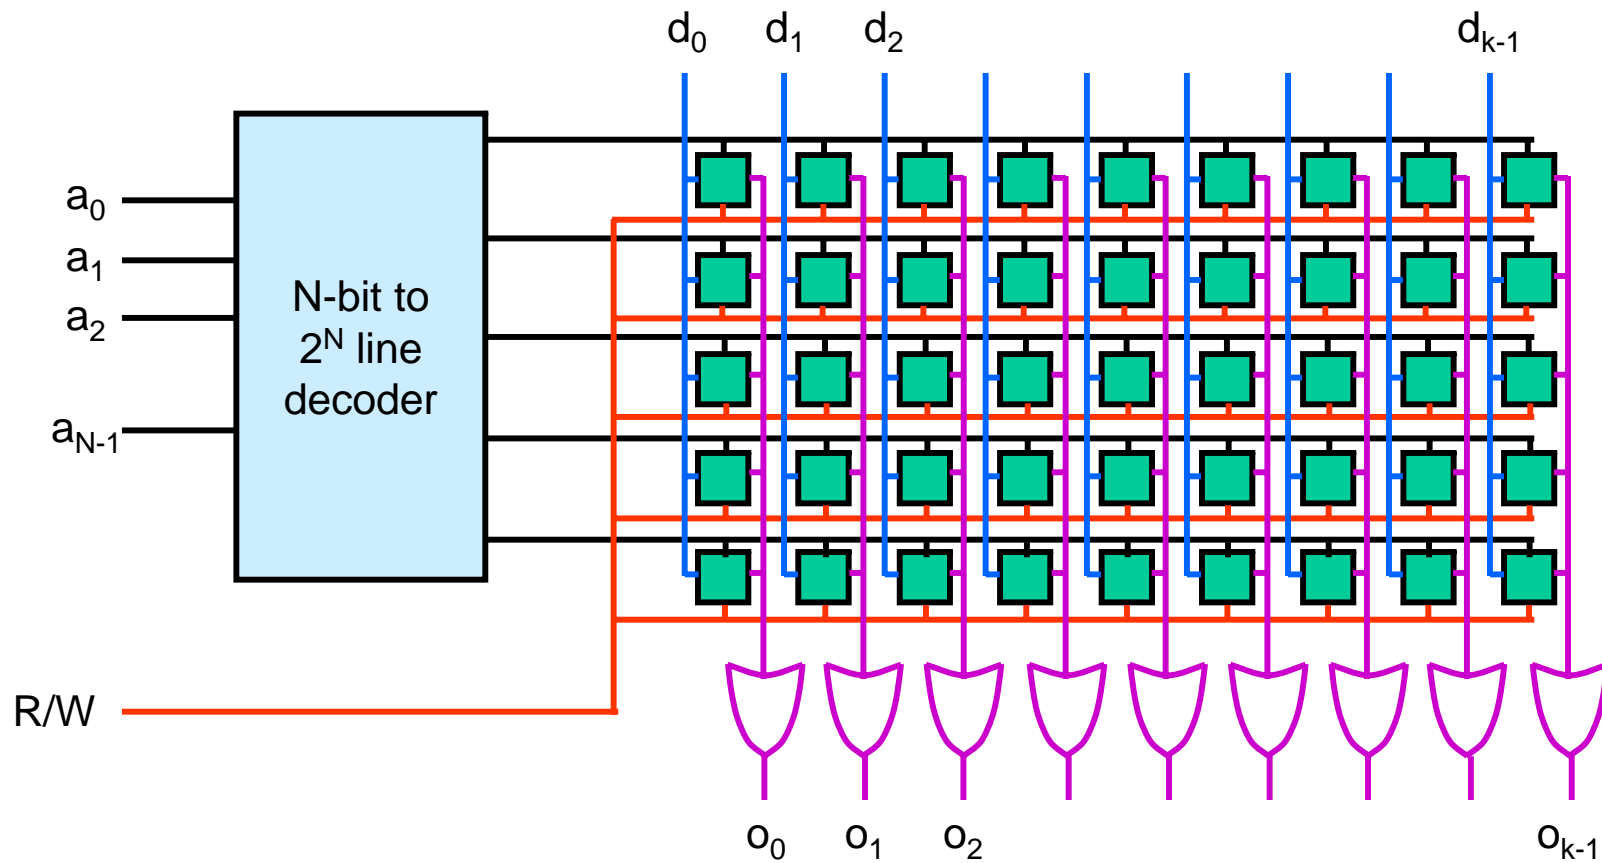 d₀ d₁ d₂ dₖ₋₁
a₀
a₁
a₂
a_N-1
N-bit to
2ᴺ line
decoder
R/W
o₀ o₁ o₂ oₖ₋₁